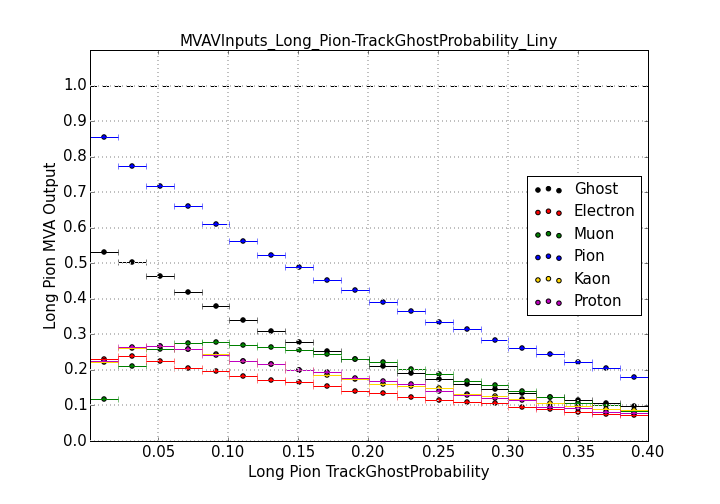 MVAVInputs_Long_Pion-TrackGhostProbability_Liny
1.0
0.9
0.8
0.7
0.6
0.5
0.4
0.3
0.2
0.1
0.0
Long Pion MVA Output
Ghost
Electron
Muon
Pion
Kaon
Proton
0.05 0.10 0.15 0.20 0.25 0.30 0.35 0.40
Long Pion TrackGhostProbability